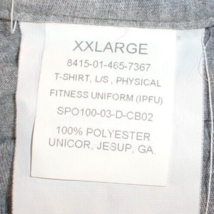 XXLARGE
8415-01-465-7367
T-SHIRT, L/S , PHYSICAL
FITNESS UNIFORM (IPFU)
SPO100-03-D-CB02
100% POLYESTER
UNICOR, JESUP, GA.